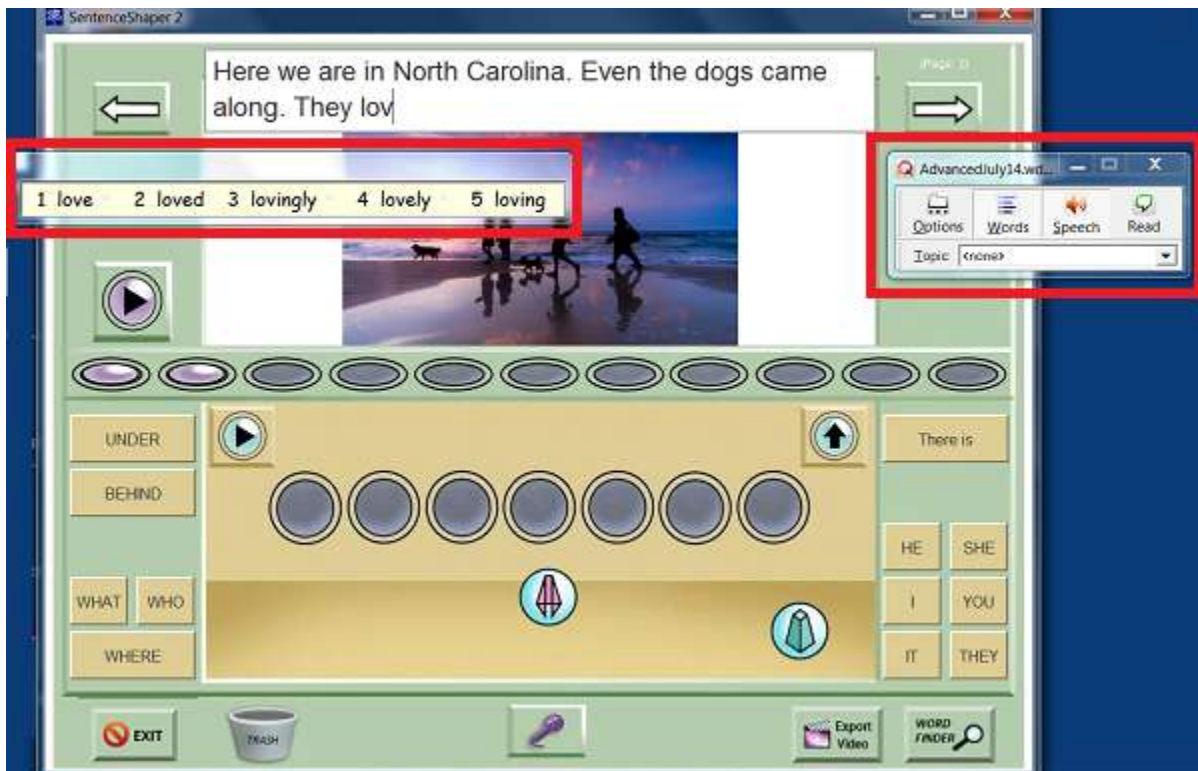 SentenceShaper 2
(Page 3)
Here we are in North Carolina. Even the dogs came
along. They lov
1 love 2 loved 3 lovingly 4 lovely 5 loving
AdvancedJuly14.wd...
Options Words Speech Read
Topic <none>
UNDER
BEHIND
WHAT WHO
WHERE
There is
HE SHE
I YOU
IT THEY
EXIT
TRASH
Export
Video
WORD
FINDER